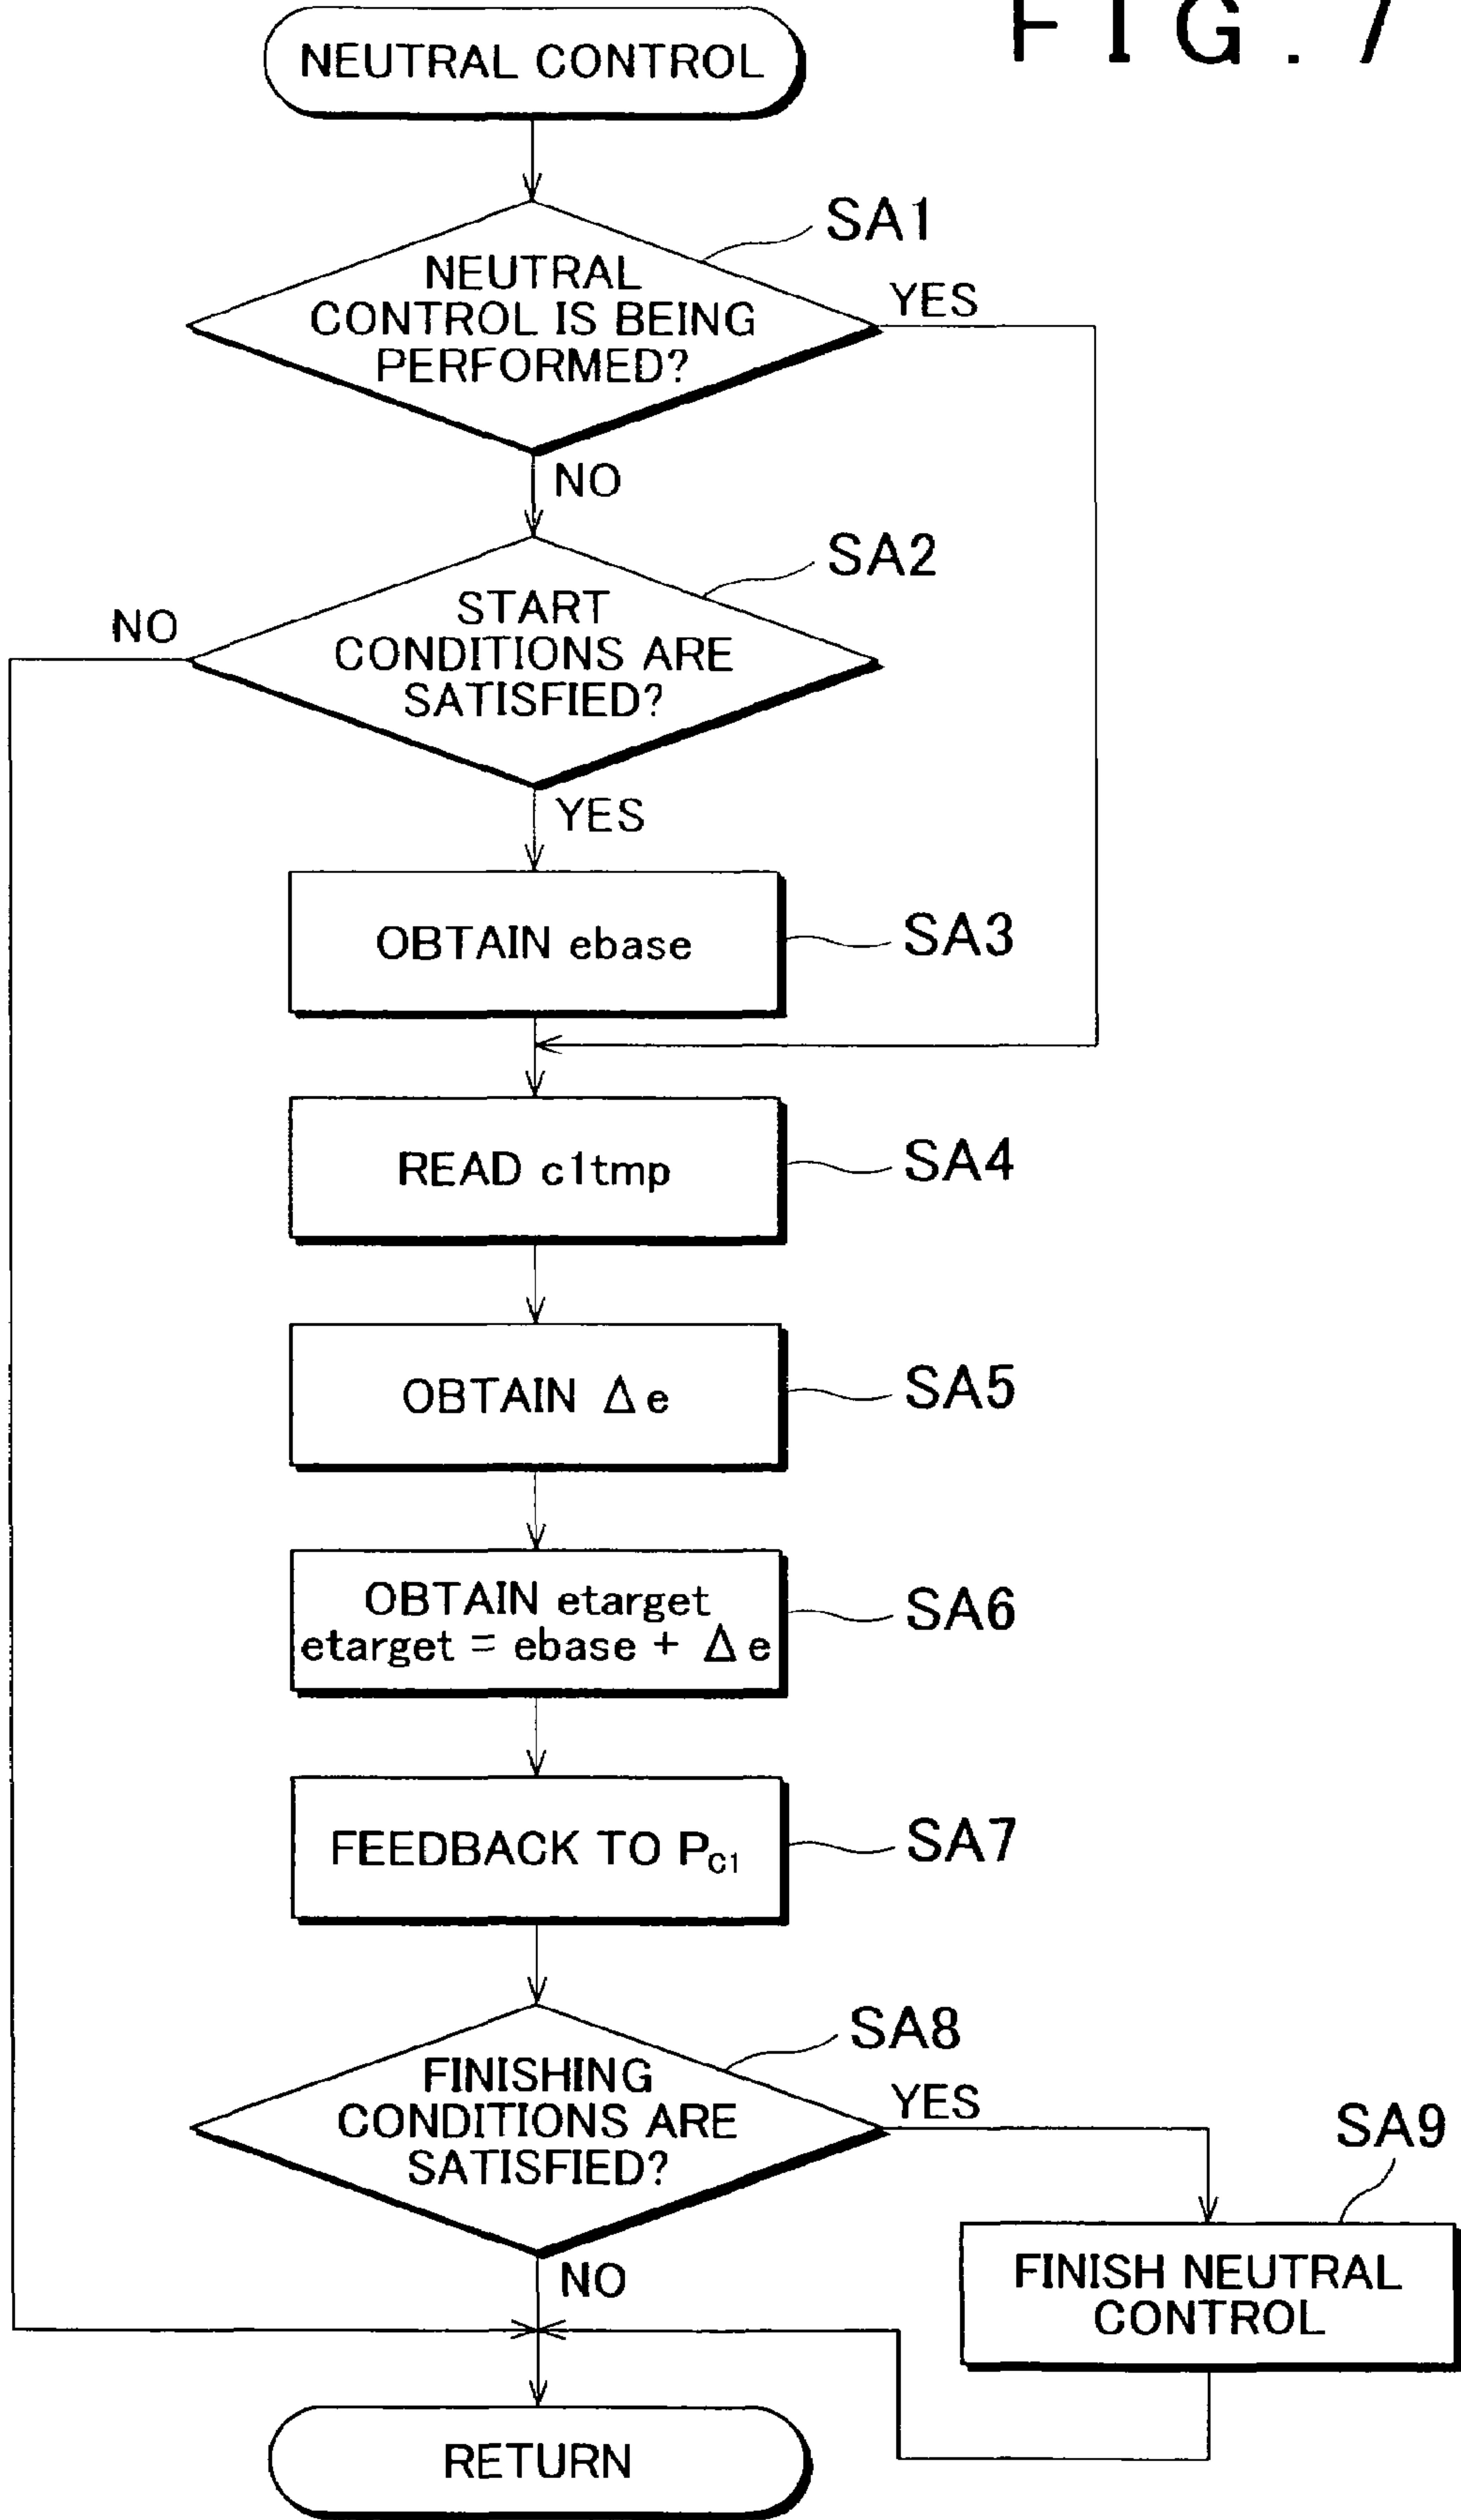 FIG. 7
NEUTRAL CONTROL
SA1
NEUTRAL
CONTROL IS BEING
PERFORMED?
YES
NO
SA2
NO
START
CONDITIONS ARE
SATISFIED?
YES
OBTAIN ebase
SA3
READ c1tmp
SA4
OBTAIN Δe
SA5
OBTAIN etarget
etarget = ebase + Δe
SA6
FEEDBACK TO PC1
SA7
SA8
FINISHING
CONDITIONS ARE
SATISFIED?
YES
SA9
NO
FINISH NEUTRAL
CONTROL
RETURN